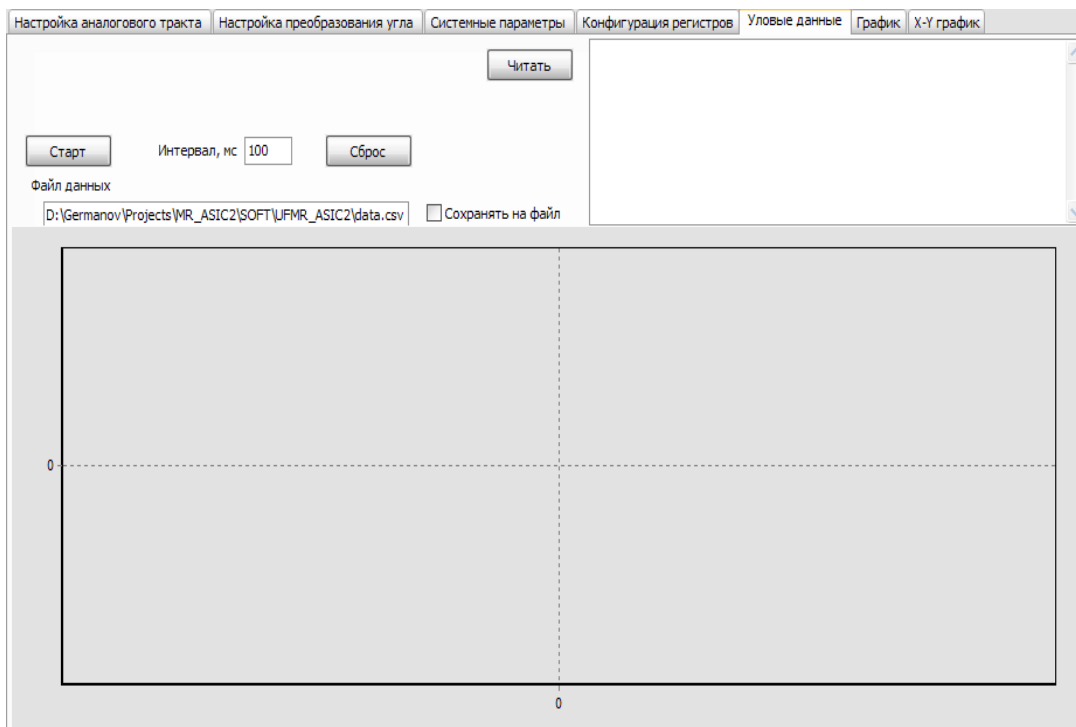 Настройка аналогового тракта Настройка преобразования угла Системные параметры Конфигурация регистров Уловые данные График X-Y график
Читать
Старт Интервал, мс 100 Сброс
Файл данных
D:\Germanov\Projects\MR_ASIC2\SOFT\UFMR_ASIC2\data.csv Сохранять на файл
0
0